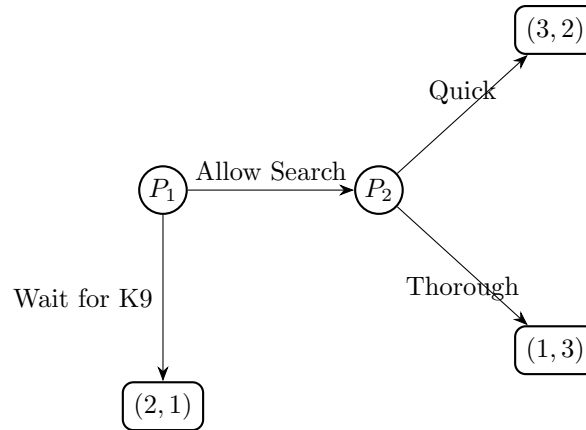 (3, 2)
Quick
P₁
Allow Search
P₂
Thorough
Wait for K9
(1, 3)
(2, 1)